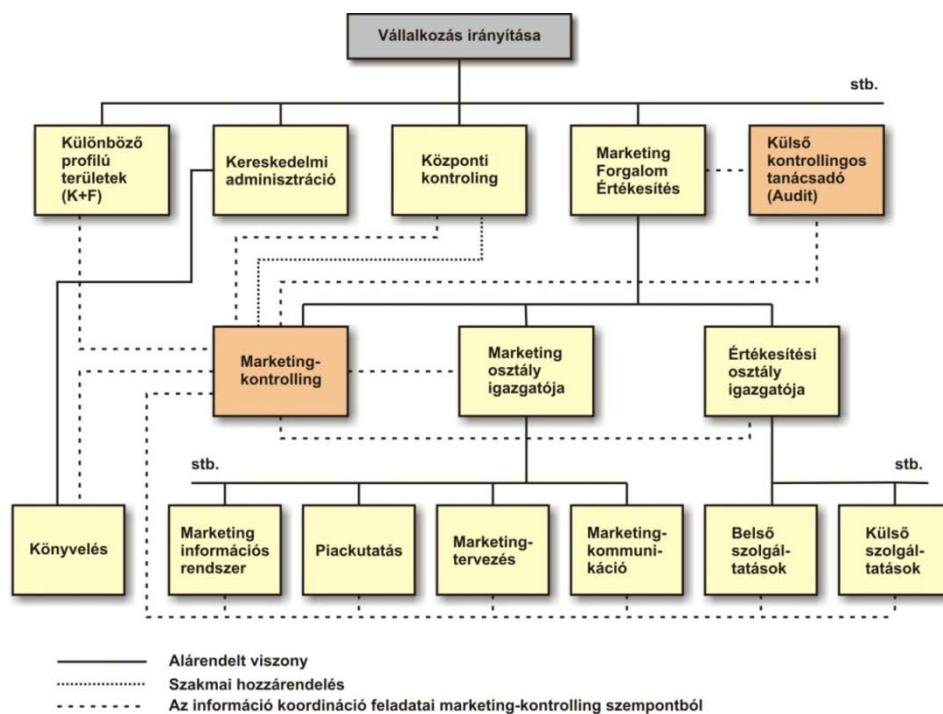 Vállalkozás irányítása
stb.
Különböző
profilú
területek
(K+F)
Kereskedelmi
adminisztráció
Központi
kontroling
Marketing
Forgalom
Értékesítés
Külső
kontrollingos
tanácsadó
(Audit)
Marketing-
kontrolling
Marketing
osztály
igazgatója
Értékesítési
osztály
igazgatója
stb.
stb.
Könyvelés
Marketing
információs
rendszer
Piackutatás
Marketing-
tervezés
Marketing-
kommuni-
káció
Belső
szolgál-
tatások
Külső
szolgál-
tatások
Alárendelt viszony
Szakmai hozzárendelés
Az információ koordináció feladatai marketing-kontrolling szempontból